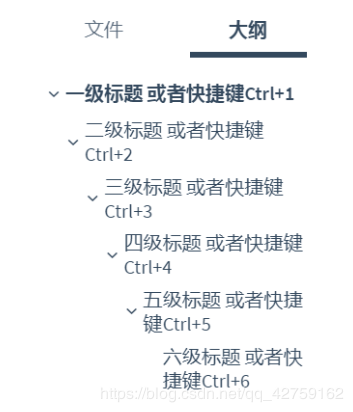 文件 大纲
一级标题 或者快捷键Ctrl+1
二级标题 或者快捷键
Ctrl+2
三级标题 或者快捷键
Ctrl+3
四级标题 或者快捷键
Ctrl+4
五级标题 或者快捷
键Ctrl+5
六级标题 或者快
捷键Ctrl+6
https://blog.csdn.net/qq_42759162